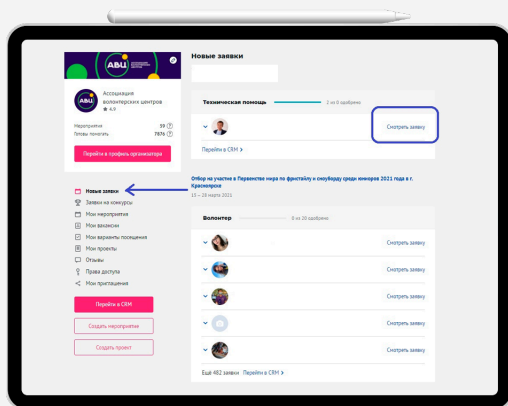 Новые заявки
АВЦ
АВЦ
Ассоциация
волонтерских центров
4.9
Мероприятия 59
Готовы помогать 7876
Перейти в профиль организатора
Новые заявки
Заявки на конкурсы
Мои мероприятия
Мои вакансии
Мои варианты посещения
Мои проекты
Отзывы
Права доступа
Мои приглашения
Перейти в CRM
Создать мероприятие
Создать проект
Техническая помощь 2 из 0 одобрено
Смотреть заявку
Перейти в CRM >
Отбор на участие в Первенстве мира по фристайлу и сноуборду среди юниоров 2021 года в г.
Красноярске
15 – 28 марта 2021
Волонтер 0 из 28 одобрено
Смотреть заявку
Смотреть заявку
Смотреть заявку
Смотреть заявку
Смотреть заявку
Ещё 482 заявки Перейти в CRM >